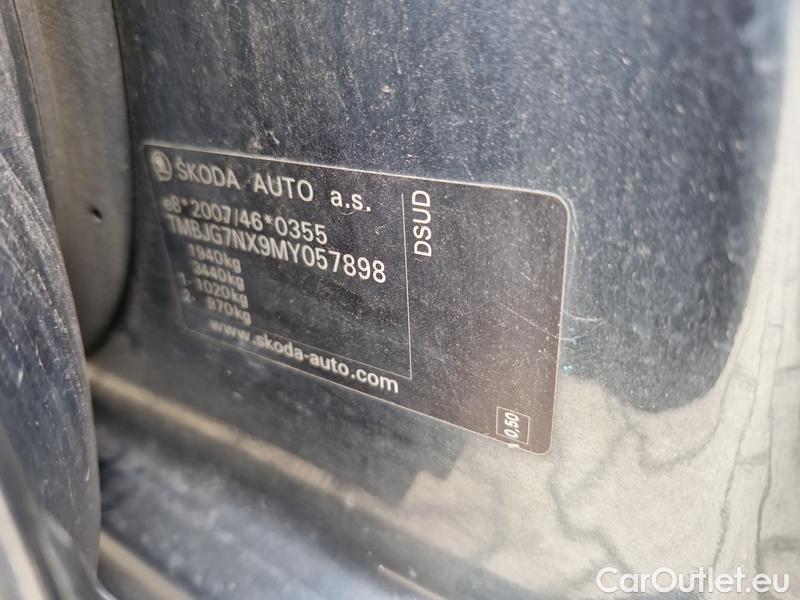 ŠKODA AUTO a.s.
e8*2007/46*0355
TMBJG7NX9MY057898
1940kg
3440kg
1- 1020kg
2- 970kg
www.skoda-auto.com
DSUD
0,50
CarOutlet.eu